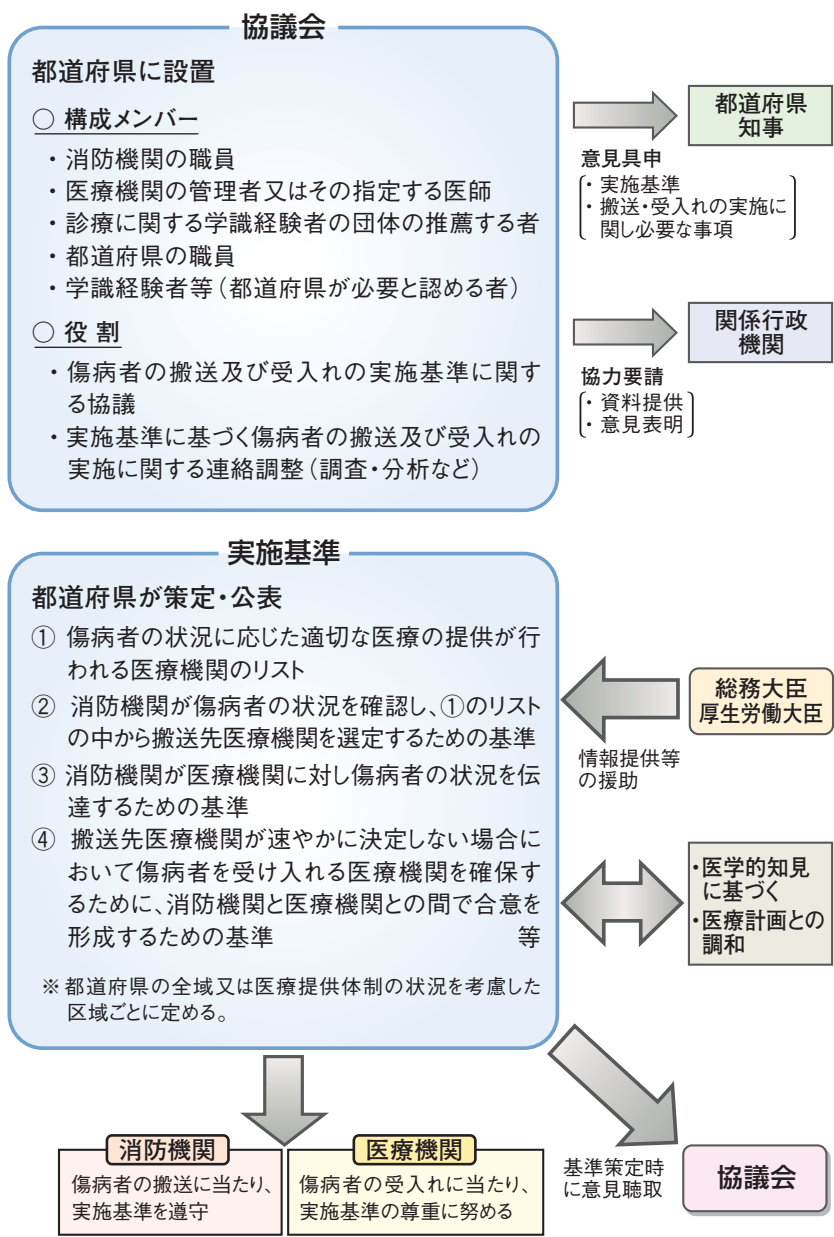 協議会
都道府県に設置
○ 構成メンバー
・消防機関の職員
・医療機関の管理者又はその指定する医師
・診療に関する学識経験者の団体の推薦する者
・都道府県の職員
・学識経験者等（都道府県が必要と認める者）
○ 役 割
・傷病者の搬送及び受入れの実施基準に関す
る協議
・実施基準に基づく傷病者の搬送及び受入れの
実施に関する連絡調整（調査・分析など）
都道府県
知事
意見具申
・実施基準
・搬送・受入れの実施に
関し必要な事項
関係行政
機関
協力要請
・資料提供
・意見表明
実施基準
都道府県が策定・公表
① 傷病者の状況に応じた適切な医療の提供が行
われる医療機関のリスト
② 消防機関が傷病者の状況を確認し、①のリスト
の中から搬送先医療機関を選定するための基準
③ 消防機関が医療機関に対し傷病者の状況を伝
達するための基準
④ 搬送先医療機関が速やかに決定しない場合に
おいて傷病者を受け入れる医療機関を確保す
るために、消防機関と医療機関との間で合意を
形成するための基準 等
※都道府県の全域又は医療提供体制の状況を考慮した
区域ごとに定める。
総務大臣
厚生労働大臣
情報提供等
の援助
・医学的知見
に基づく
・医療計画との
調和
消防機関
傷病者の搬送に当たり、
実施基準を遵守
医療機関
傷病者の受入れに当たり、
実施基準の尊重に努める
基準策定時
に意見聴取
協議会